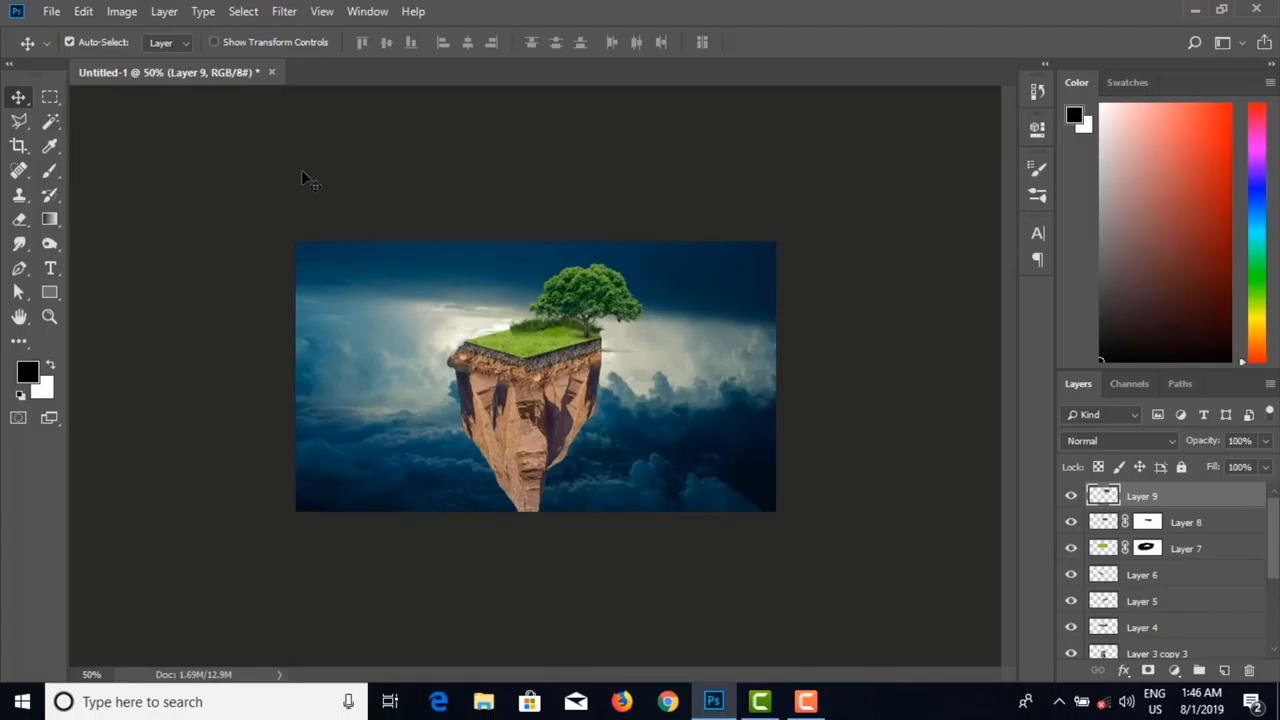 Ps File Edit Image Layer Type Select Filter View Window Help
Auto-Select: Layer Show Transform Controls
Untitled-1 @ 50% (Layer 9, RGB/8#) * ×
Color Swatches
Layers Channels Paths
Kind
Normal Opacity: 100%
Lock: Fill: 100%
Layer 9
Layer 8
Layer 7
Layer 6
Layer 5
Layer 4
Layer 3 copy 3
50% Doc: 1.69M/12.9M
Type here to search
Ps
ENG
US
1:46 AM
8/1/2019
2